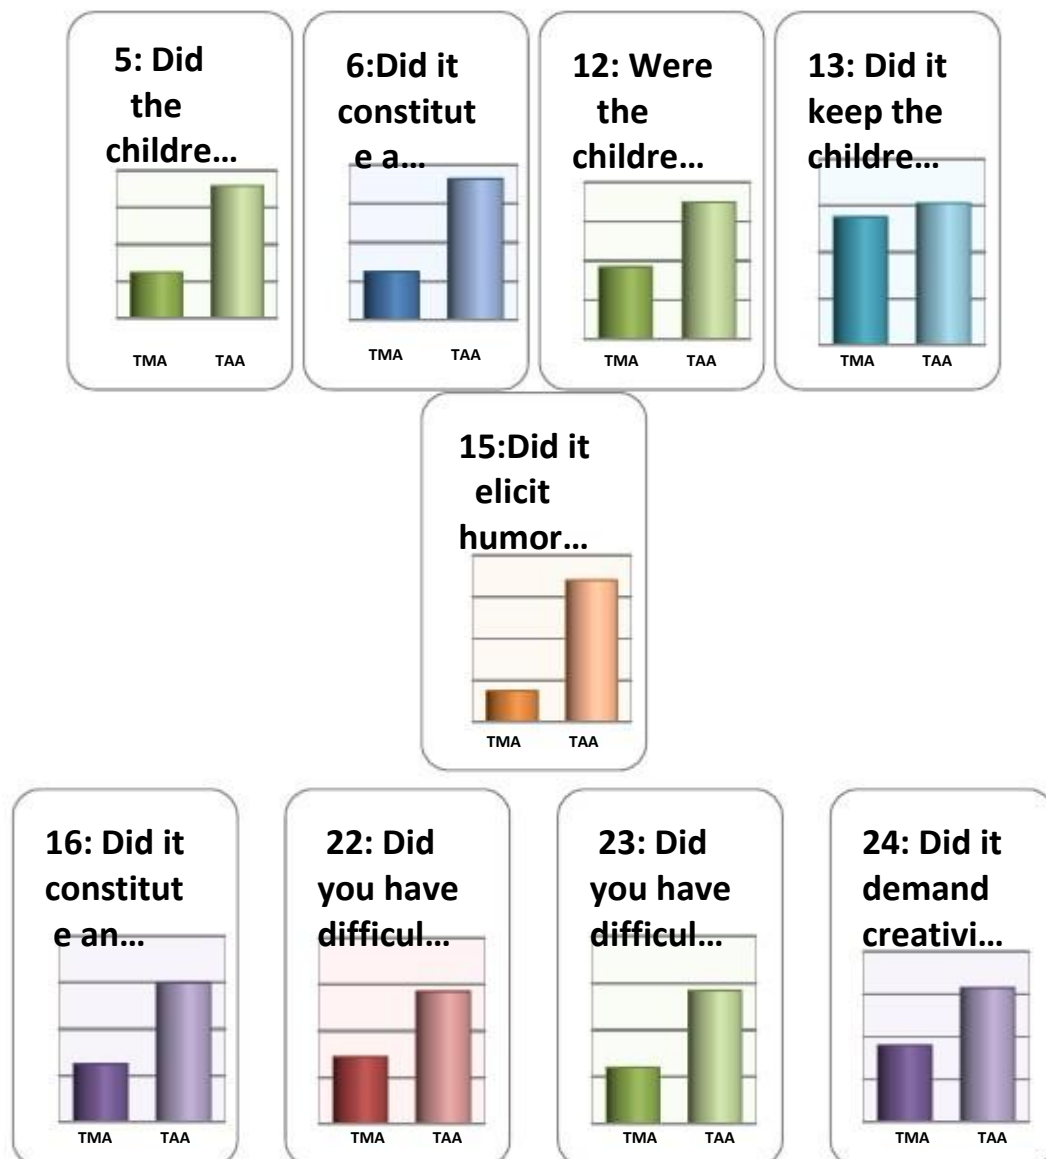 5: Did
the
childre...
TMA TAA
6:Did it
constitut
e a...
TMA TAA
12: Were
the
childre...
TMA TAA
13: Did it
keep the
childre...
TMA TAA
15:Did it
elicit
humor...
TMA TAA
16: Did it
constitut
e an...
TMA TAA
22: Did
you have
difficul...
TMA TAA
23: Did
you have
difficul...
TMA TAA
24: Did it
demand
creativi...
TMA TAA